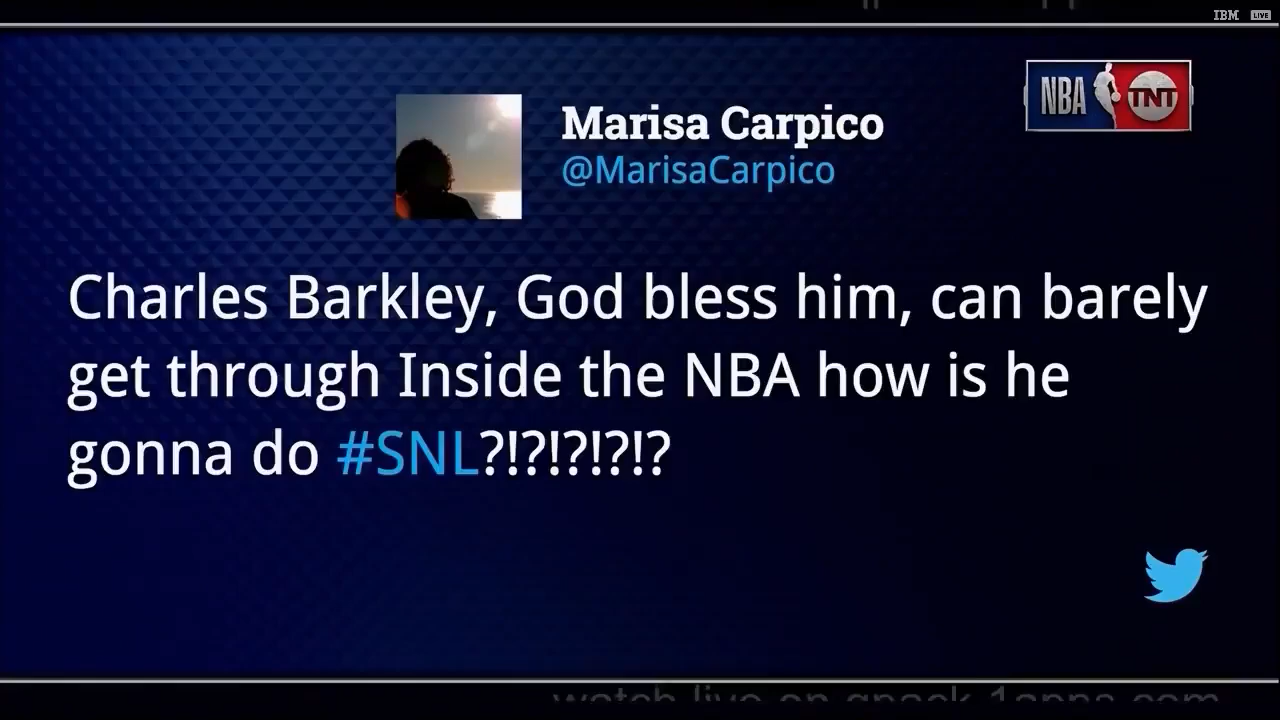 IBM LIVE
NBA TNT
Marisa Carpico
@MarisaCarpico
Charles Barkley, God bless him, can barely
get through Inside the NBA how is he
gonna do #SNL?!?!?!?!?